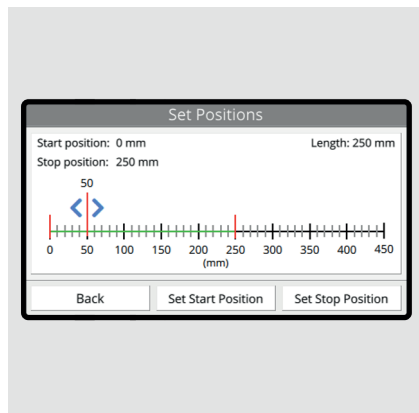 Set Positions
Start position: 0 mm
Length: 250 mm
Stop position: 250 mm
50
0 50 100 150 200 250 300 350 400 450
(mm)
Back
Set Start Position
Set Stop Position